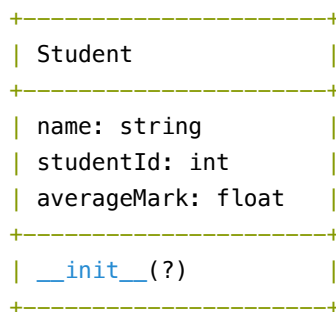 +----------------------+
| Student              |
+----------------------+
| name: string         |
| studentId: int       |
| averageMark: float   |
+----------------------+
| __init__(?)          |
+----------------------+